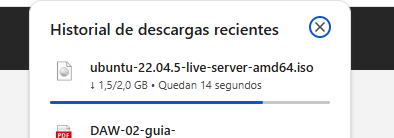 Historial de descargas recientes
ubuntu-22.04.5-live-server-amd64.iso
↓ 1,5/2,0 GB • Quedan 14 segundos
PDF
DAW-02-guia-